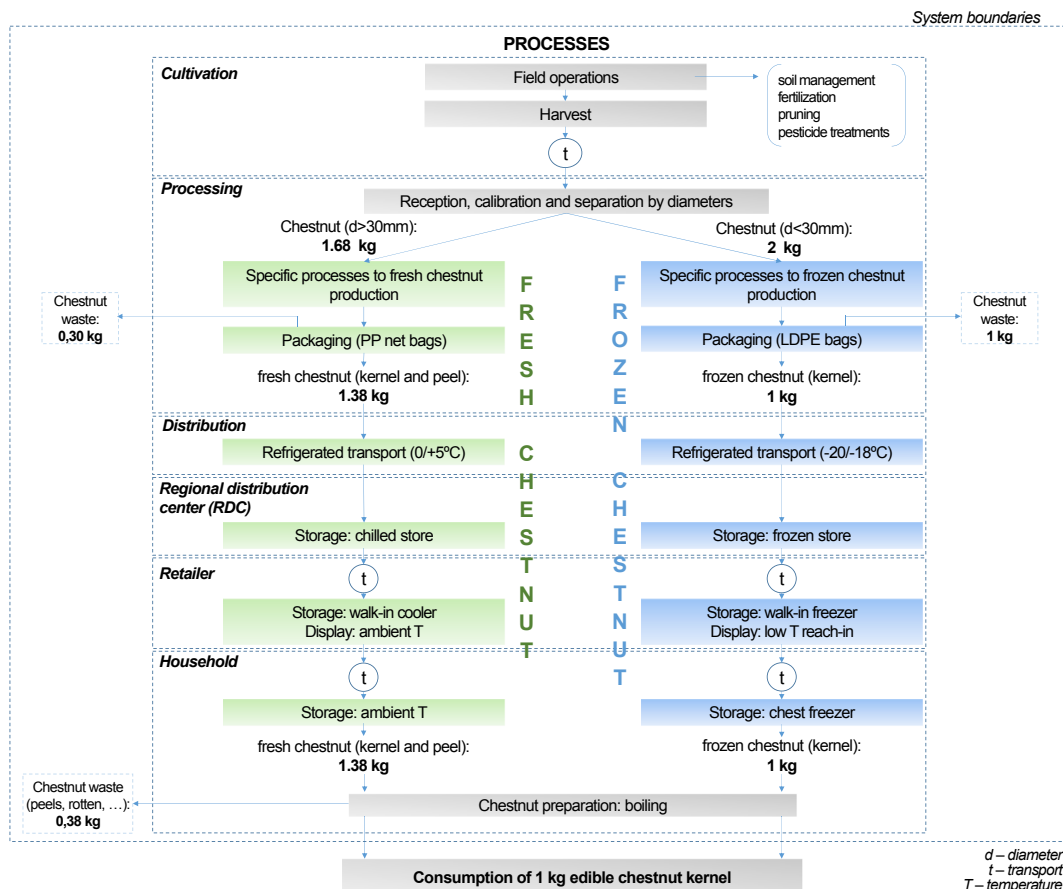 System boundaries
PROCESSES
Cultivation
Field operations
soil management
fertilization
pruning
pesticide treatments
Harvest
t
Processing
Reception, calibration and separation by diameters
Chestnut (d>30mm):
1.68 kg
Chestnut (d<30mm):
2 kg
Specific processes to fresh chestnut
production
Specific processes to frozen chestnut
production
FRESH CHESTNUT
FROZEN CHESTNUT
Chestnut
waste:
0,30 kg
Chestnut
waste:
1 kg
Packaging (PP net bags)
Packaging (LDPE bags)
fresh chestnut (kernel and peel):
1.38 kg
frozen chestnut (kernel):
1 kg
Distribution
Refrigerated transport (0/+5ºC)
Refrigerated transport (-20/-18ºC)
Regional distribution
center (RDC)
Storage: chilled store
Storage: frozen store
Retailer
t
t
Storage: walk-in cooler
Display: ambient T
Storage: walk-in freezer
Display: low T reach-in
Household
t
t
Storage: ambient T
Storage: chest freezer
fresh chestnut (kernel and peel):
1.38 kg
frozen chestnut (kernel):
1 kg
Chestnut waste
(peels, rotten, …):
0,38 kg
Chestnut preparation: boiling
Consumption of 1 kg edible chestnut kernel
d – diameter
t – transport
T – temperature